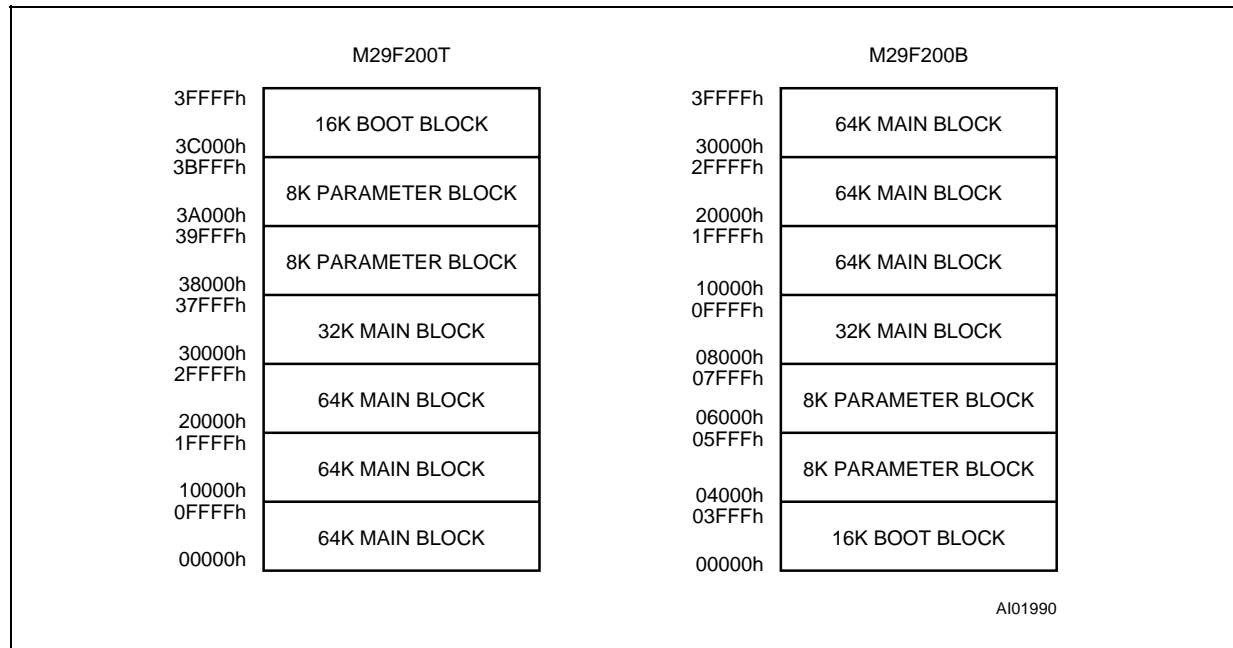 M29F200T
3FFFFh
16K BOOT BLOCK
3C000h
3BFFFh
8K PARAMETER BLOCK
3A000h
39FFFh
8K PARAMETER BLOCK
38000h
37FFFh
32K MAIN BLOCK
30000h
2FFFFh
64K MAIN BLOCK
20000h
1FFFFh
64K MAIN BLOCK
10000h
0FFFFh
64K MAIN BLOCK
00000h
M29F200B
3FFFFh
64K MAIN BLOCK
30000h
2FFFFh
64K MAIN BLOCK
20000h
1FFFFh
64K MAIN BLOCK
10000h
0FFFFh
32K MAIN BLOCK
08000h
07FFFh
8K PARAMETER BLOCK
06000h
05FFFh
8K PARAMETER BLOCK
04000h
03FFFh
16K BOOT BLOCK
00000h
AI01990